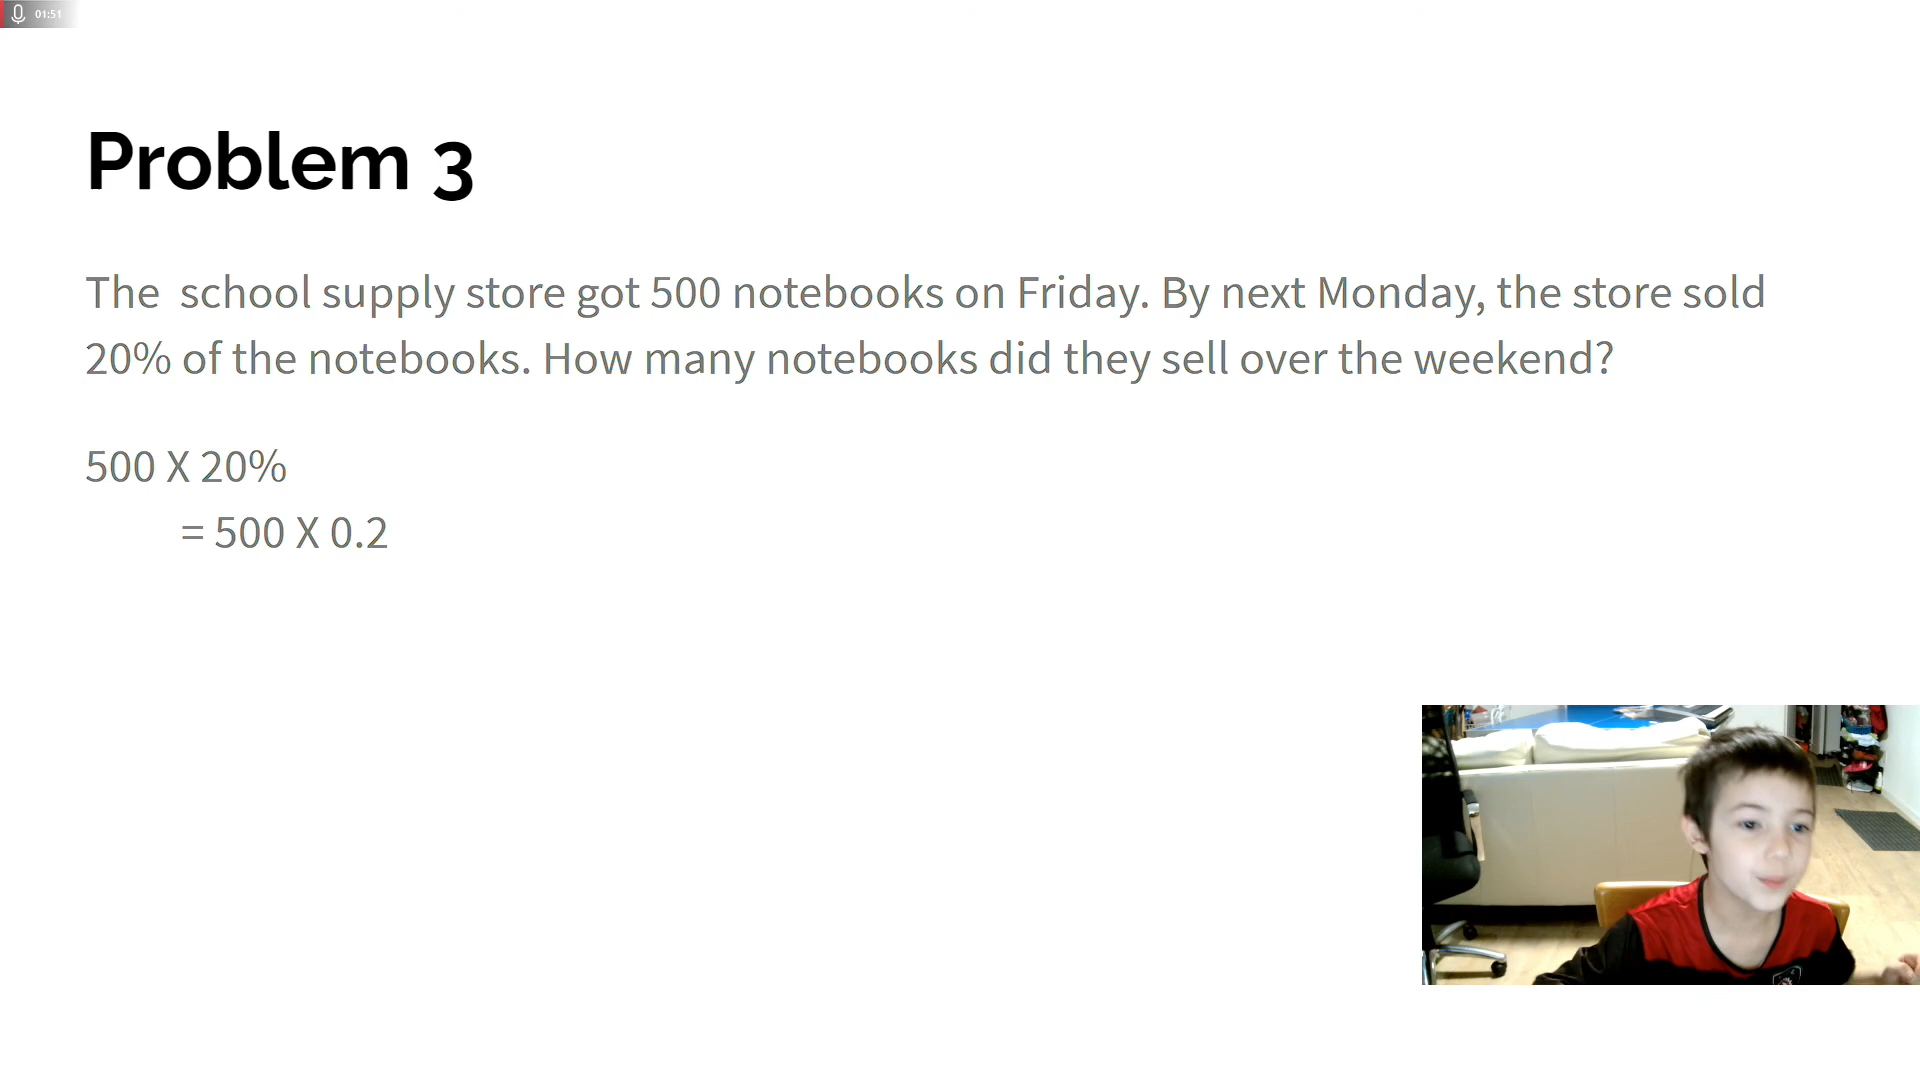 01:51
Problem 3
The school supply store got 500 notebooks on Friday. By next Monday, the store sold
20% of the notebooks. How many notebooks did they sell over the weekend?
500 X 20%
= 500 X 0.2